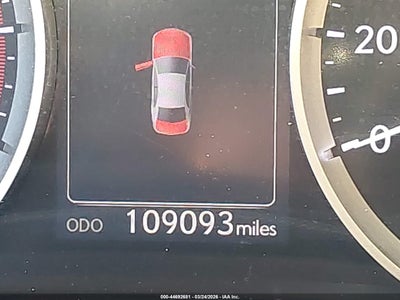 20
0
ODO 109093 miles
000-44692681 - 03/24/2026 - IAA Inc.